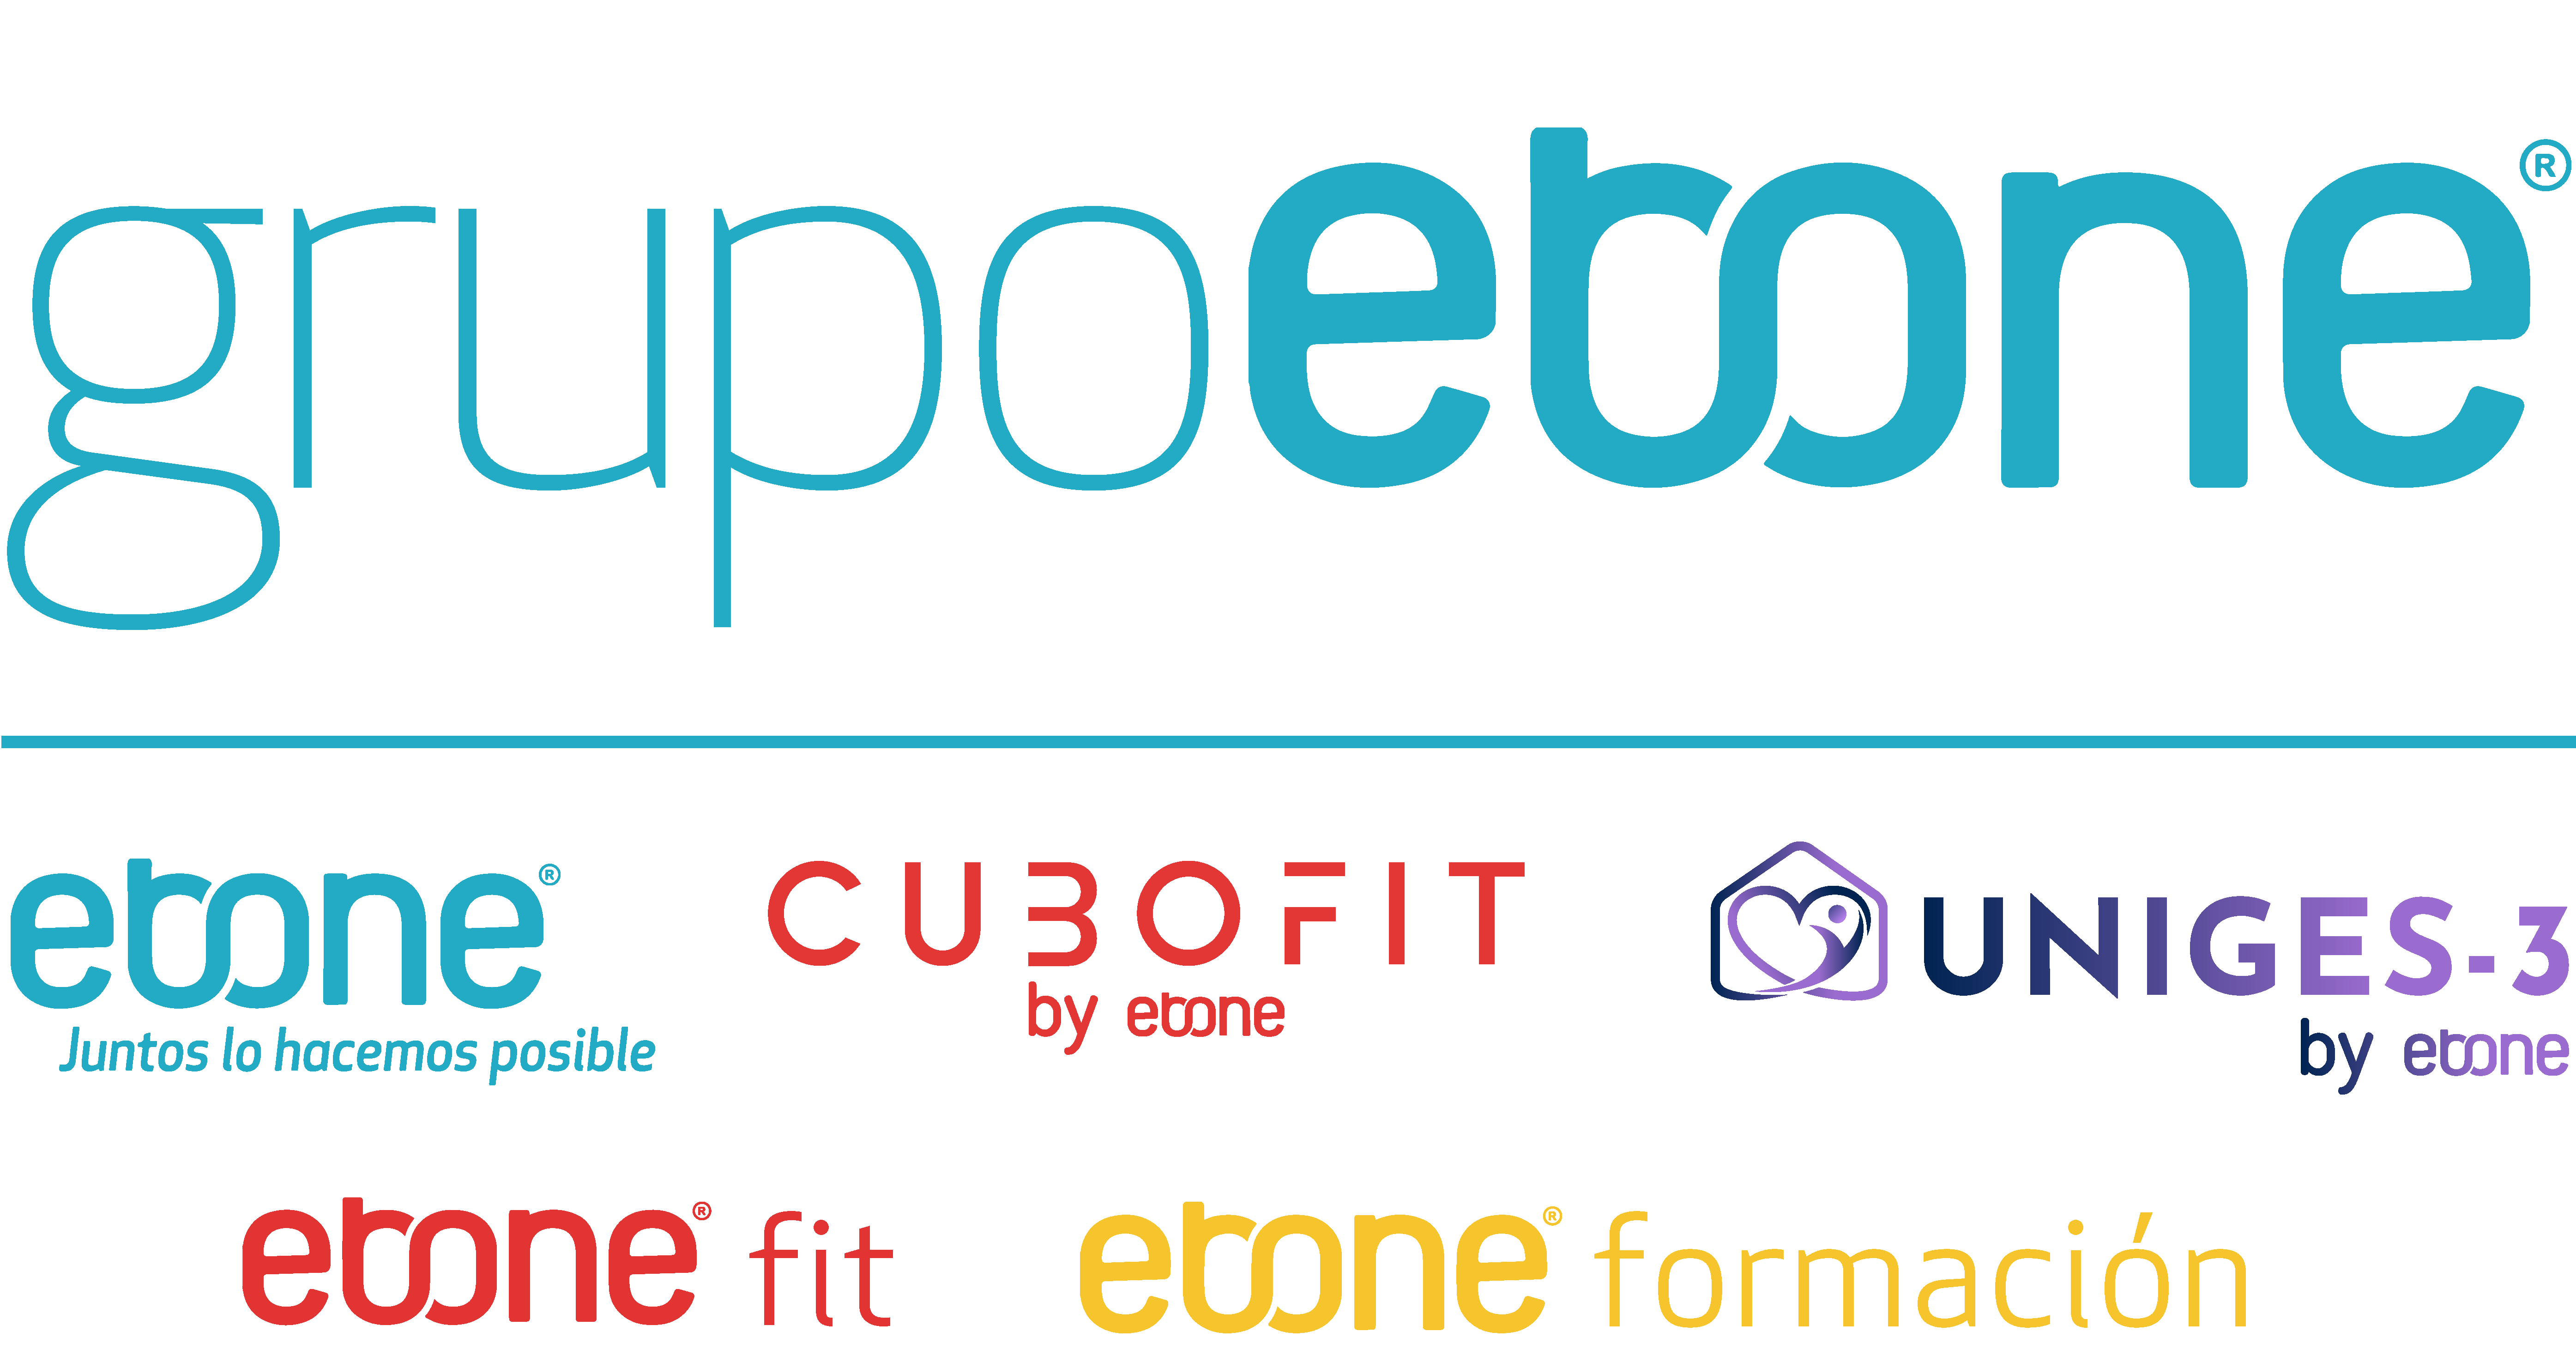 grupoebone®
ebone®
Juntos lo hacemos posible
CUBOFIT
by ebone
UNIGES-3
by ebone
ebone® fit
ebone® formación